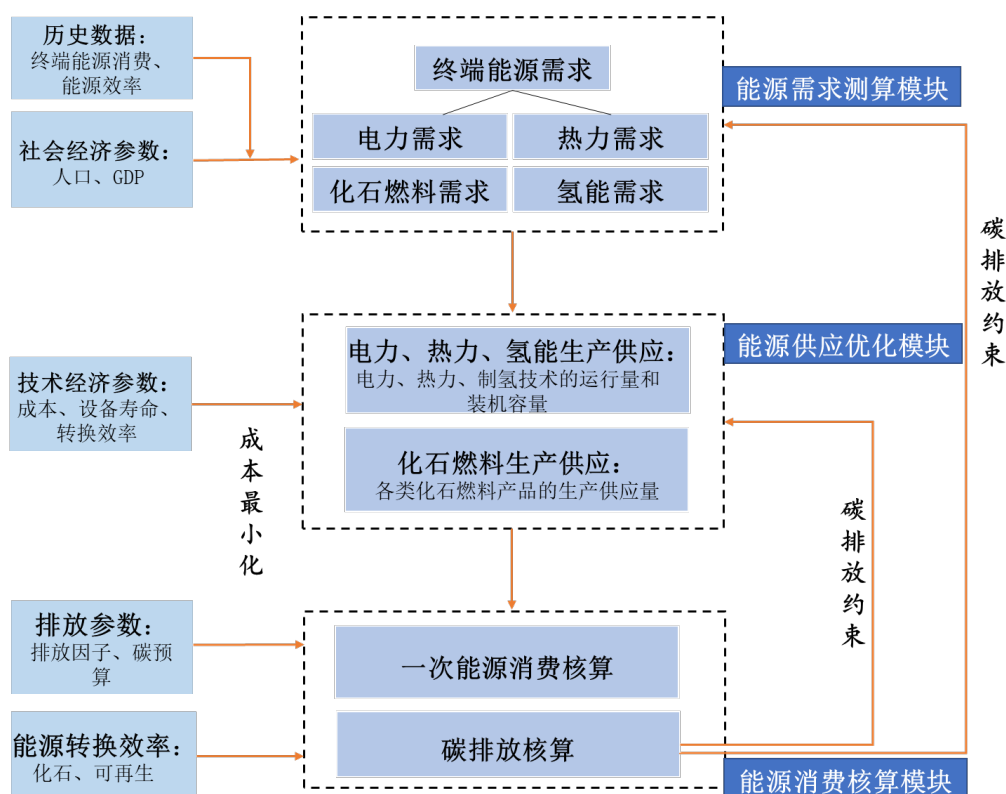 历史数据：
终端能源消费、
能源效率
社会经济参数：
人口、GDP
终端能源需求
电力需求
热力需求
化石燃料需求
氢能需求
能源需求测算模块
碳排放约束
技术经济参数：
成本、设备寿命、
转换效率
成本最小化
电力、热力、氢能生产供应：
电力、热力、制氢技术的运行量和
装机容量
化石燃料生产供应：
各类化石燃料产品的生产供应量
能源供应优化模块
碳排放约束
排放参数：
排放因子、碳预
算
能源转换效率：
化石、可再生
一次能源消费核算
碳排放核算
能源消费核算模块